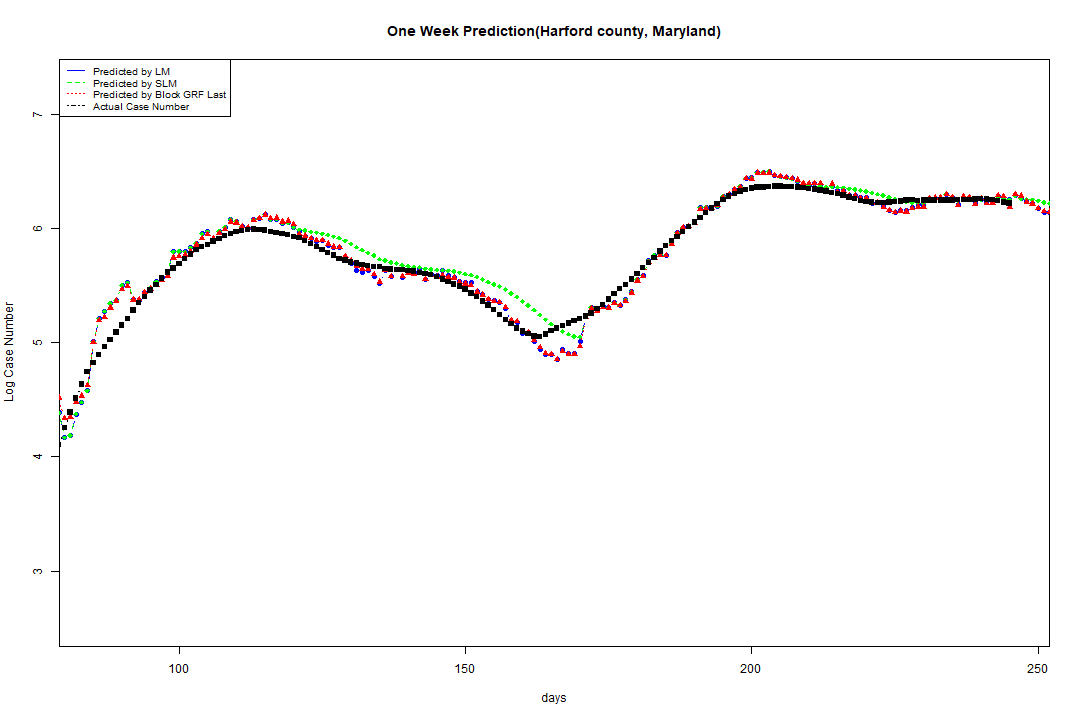 One Week Prediction(Harford county, Maryland)
Predicted by LM
Predicted by SLM
Predicted by Block GRF Last
Actual Case Number
7
6
5
4
3
Log Case Number
100 150 200 250
days